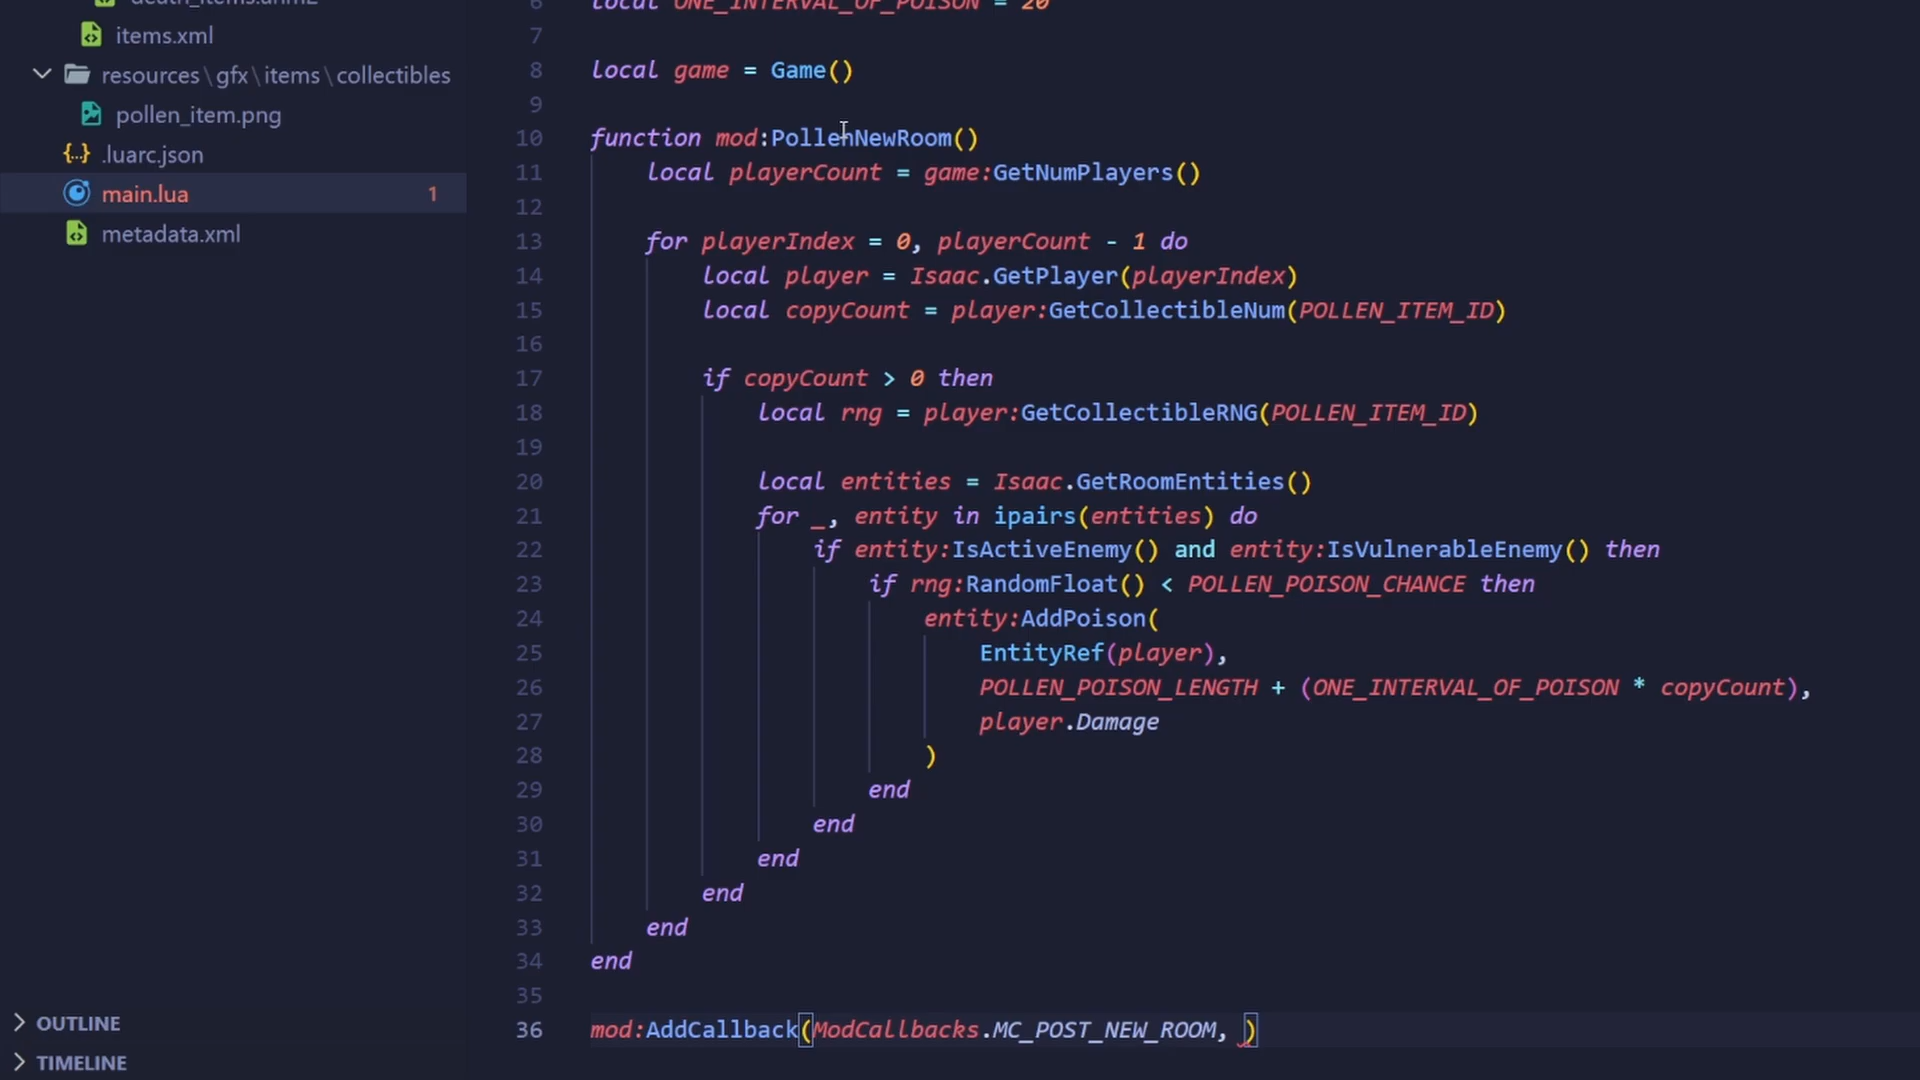 death_items.anm2
items.xml
resources\gfx\items\collectibles
pollen_item.png
{..} .luarc.json
main.lua 1
metadata.xml
OUTLINE
TIMELINE
6 local ONE_INTERVAL_OF_POISON = 20
7
8 local game = Game()
9
10 function mod:PollenNewRoom()
11 local playerCount = game:GetNumPlayers()
12
13 for playerIndex = 0, playerCount - 1 do
14 local player = Isaac.GetPlayer(playerIndex)
15 local copyCount = player:GetCollectibleNum(POLLEN_ITEM_ID)
16
17 if copyCount > 0 then
18 local rng = player:GetCollectibleRNG(POLLEN_ITEM_ID)
19
20 local entities = Isaac.GetRoomEntities()
21 for _, entity in ipairs(entities) do
22 if entity:IsActiveEnemy() and entity:IsVulnerableEnemy() then
23 if rng:RandomFloat() < POLLEN_POISON_CHANCE then
24 entity:AddPoison(
25 EntityRef(player),
26 POLLEN_POISON_LENGTH + (ONE_INTERVAL_OF_POISON * copyCount),
27 player.Damage
28 )
29 end
30 end
31 end
32 end
33 end
34 end
35
36 mod:AddCallback(ModCallbacks.MC_POST_NEW_ROOM, )